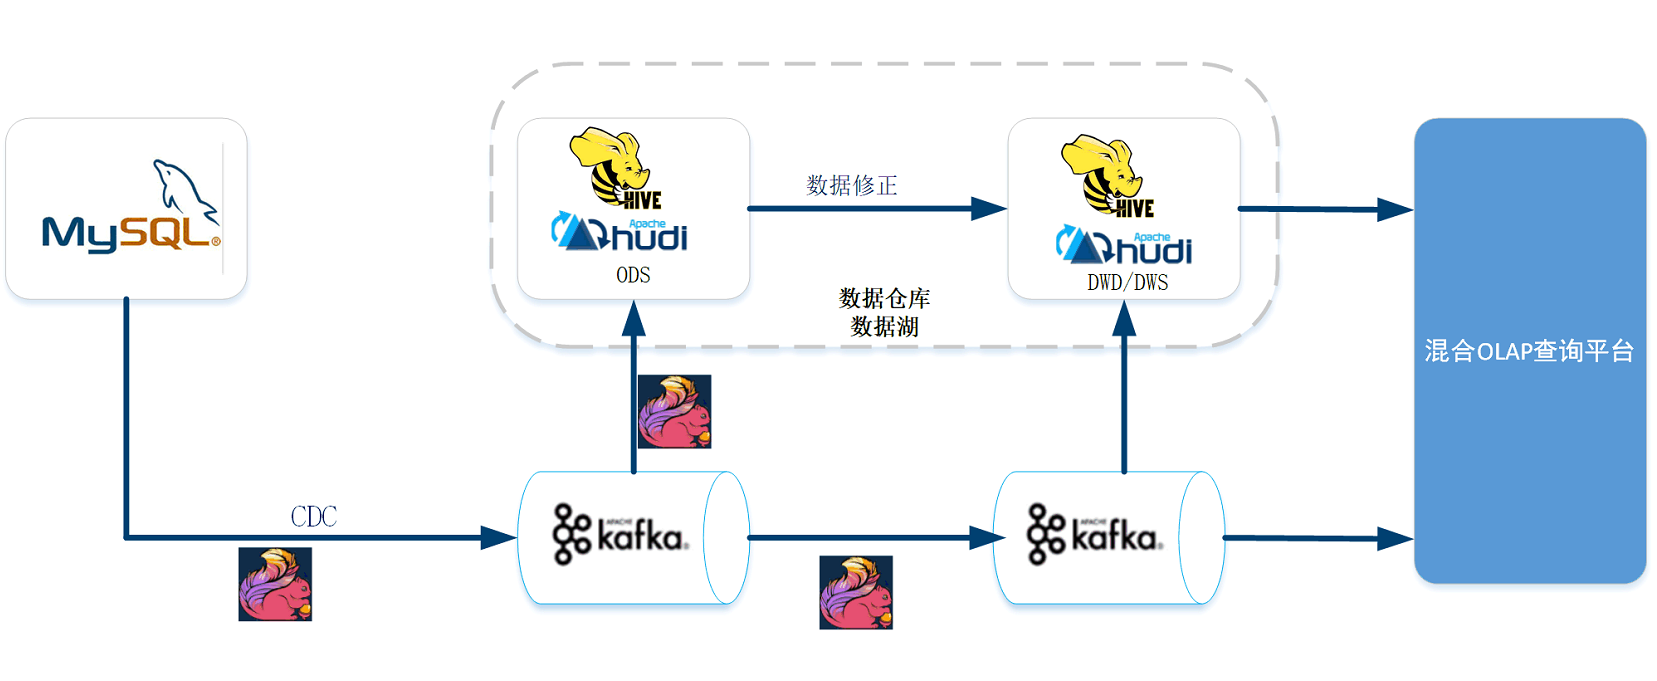 MySQL®
HIVE
Apache
hudi
ODS
数据修正
HIVE
Apache
hudi
DWD/DWS
数据仓库
数据湖
混合OLAP查询平台
CDC
APACHE
kafka®
APACHE
kafka®